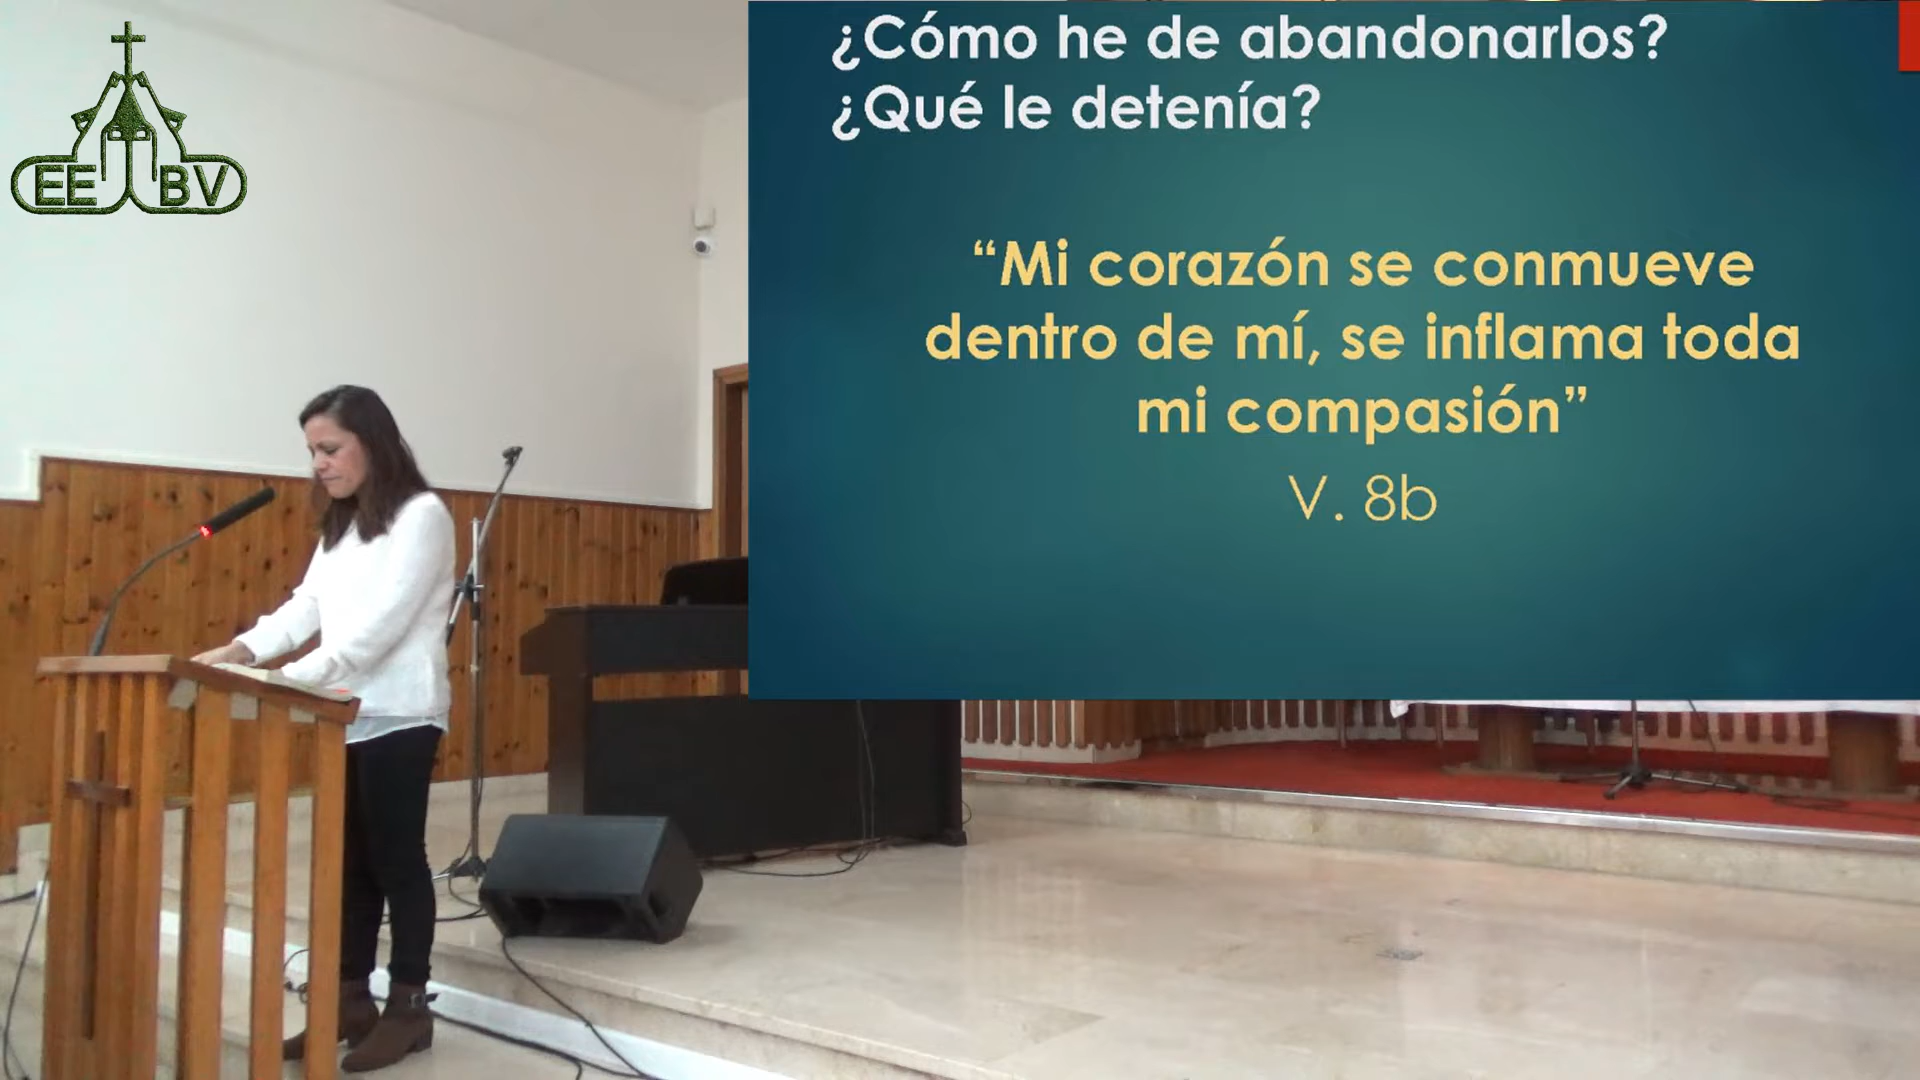 EE BV
¿Cómo he de abandonarlos?
¿Qué le detenía?
“Mi corazón se conmueve
dentro de mí, se inflama toda
mi compasión”
V. 8b